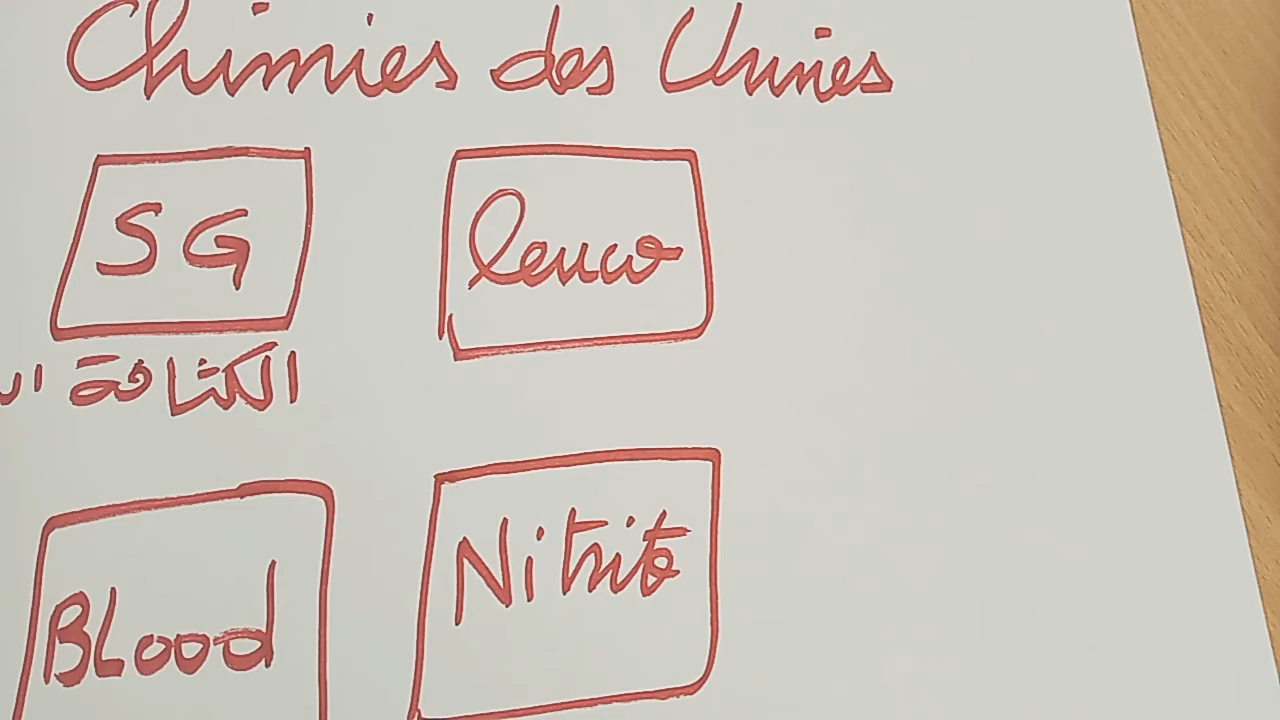 Chimies des Urines
SG
leuco
الكثافة
Blood
Nitrite